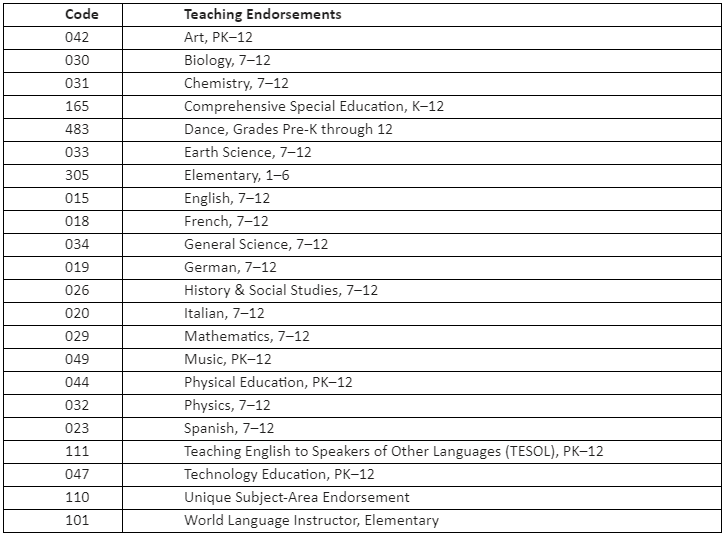 Code Teaching Endorsements
042 Art, PK–12
030 Biology, 7–12
031 Chemistry, 7–12
165 Comprehensive Special Education, K–12
483 Dance, Grades Pre-K through 12
033 Earth Science, 7–12
305 Elementary, 1–6
015 English, 7–12
018 French, 7–12
034 General Science, 7–12
019 German, 7–12
026 History & Social Studies, 7–12
020 Italian, 7–12
029 Mathematics, 7–12
049 Music, PK–12
044 Physical Education, PK–12
032 Physics, 7–12
023 Spanish, 7–12
111 Teaching English to Speakers of Other Languages (TESOL), PK–12
047 Technology Education, PK–12
110 Unique Subject-Area Endorsement
101 World Language Instructor, Elementary